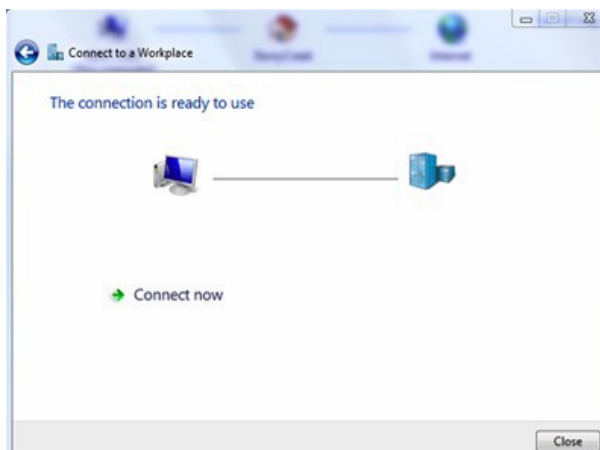 Connect to a Workplace
The connection is ready to use
Connect now
Close